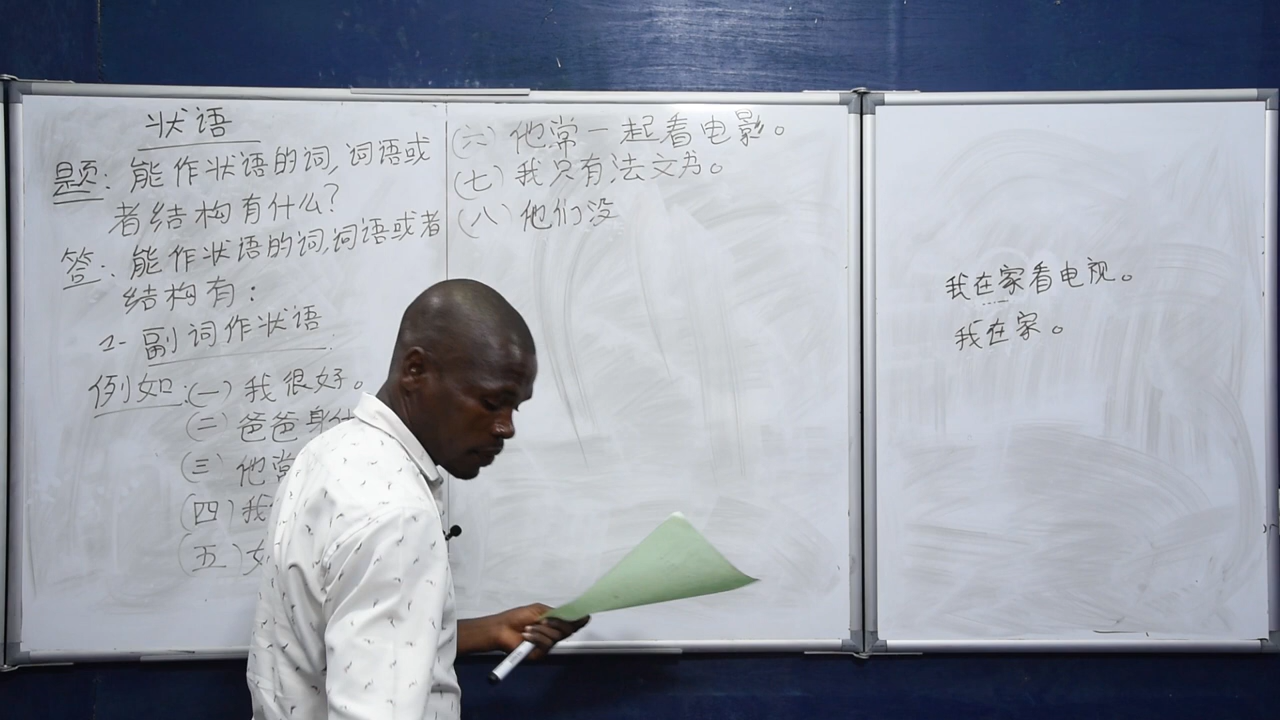 状语
题: 能作状语的词, 词语或
者结构有什么?
答: 能作状语的词, 词语或者
结构有:
1- 副词作状语
例如: (一) 我很好。
(二) 爸爸身体
(三) 他常
(四) 我
(五) 女
(六) 他常一起看电影。
(七) 我只有法文书。
(八) 他们没
我在家看电视。
我在家。